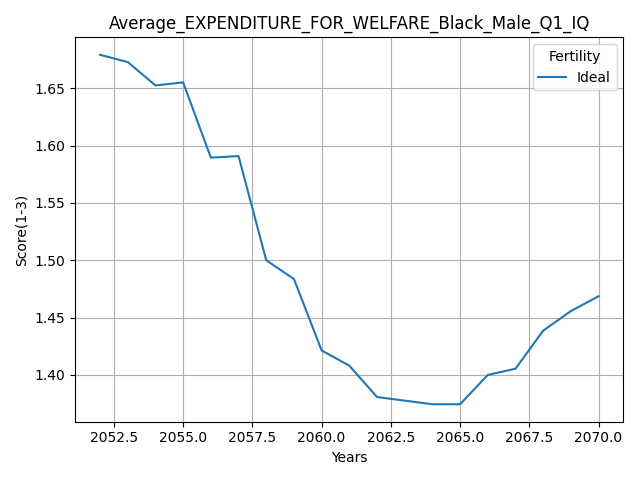 Average_EXPENDITURE_FOR_WELFARE_Black_Male_Q1_IQ
Fertility
Ideal
Score(1-3)
1.65
1.60
1.55
1.50
1.45
1.40
2052.5 2055.0 2057.5 2060.0 2062.5 2065.0 2067.5 2070.0
Years